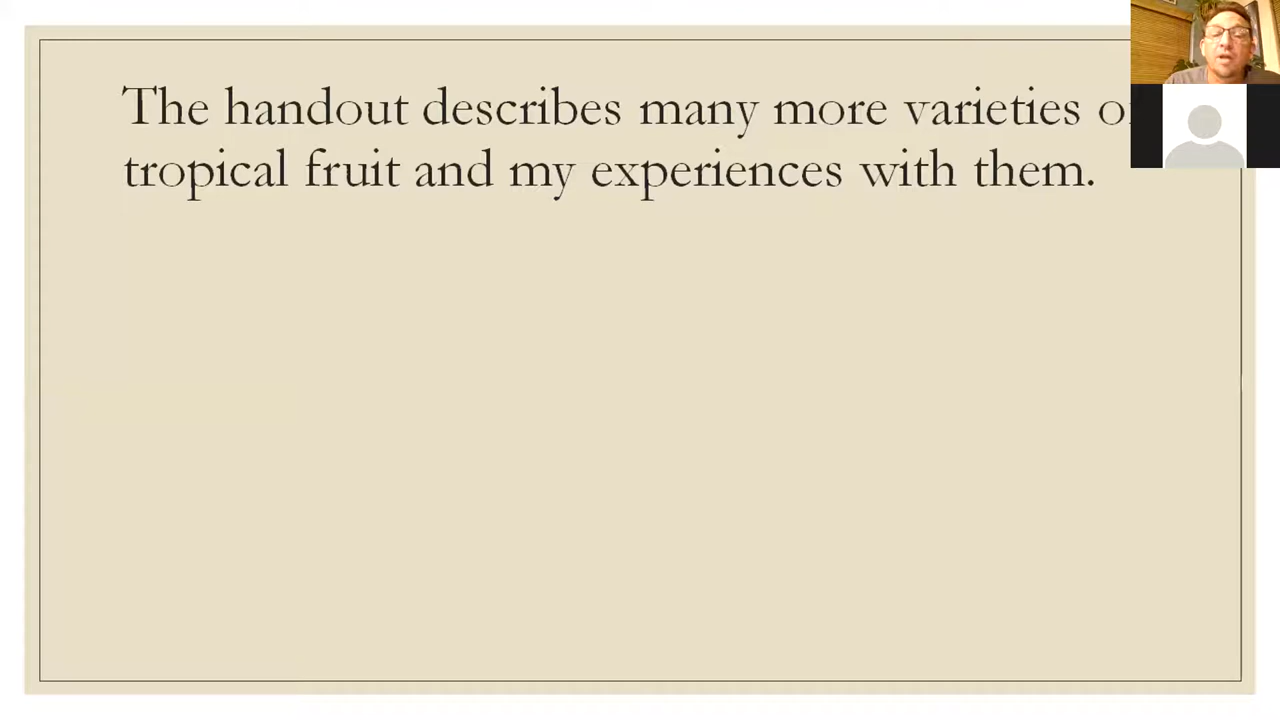 The handout describes many more varieties
tropical fruit and my experiences with them.